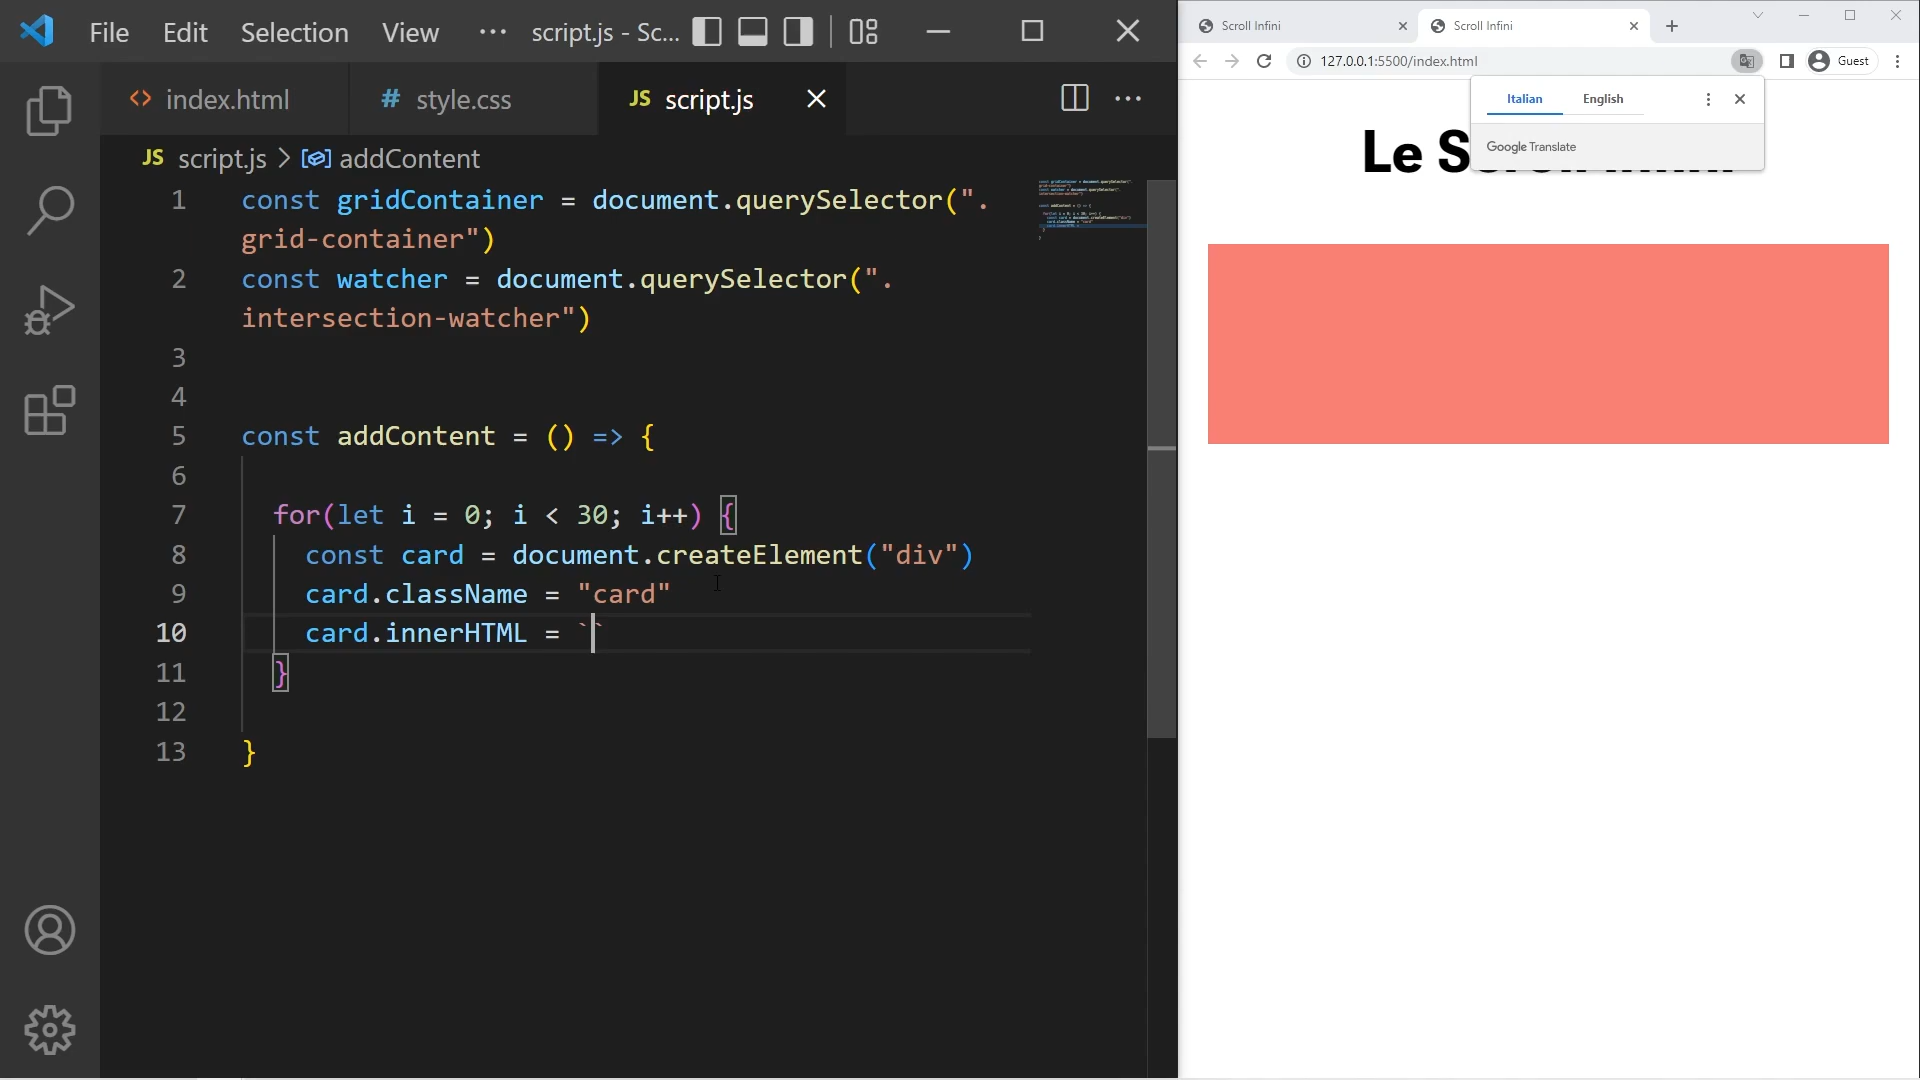 File Edit Selection View ... script.js - Sc...
index.html
style.css
JS script.js
JS script.js > addContent
1 const gridContainer = document.querySelector(".
grid-container")
2 const watcher = document.querySelector(".
intersection-watcher")
3
4
5 const addContent = () => {
6
7 for(let i = 0; i < 30; i++) {
8 const card = document.createElement("div")
9 card.className = "card"
10 card.innerHTML = ``
11 }
12
13 }
Scroll Infini
Scroll Infini
127.0.0.1:5500/index.html
Guest
Italian English
Google Translate
Le S